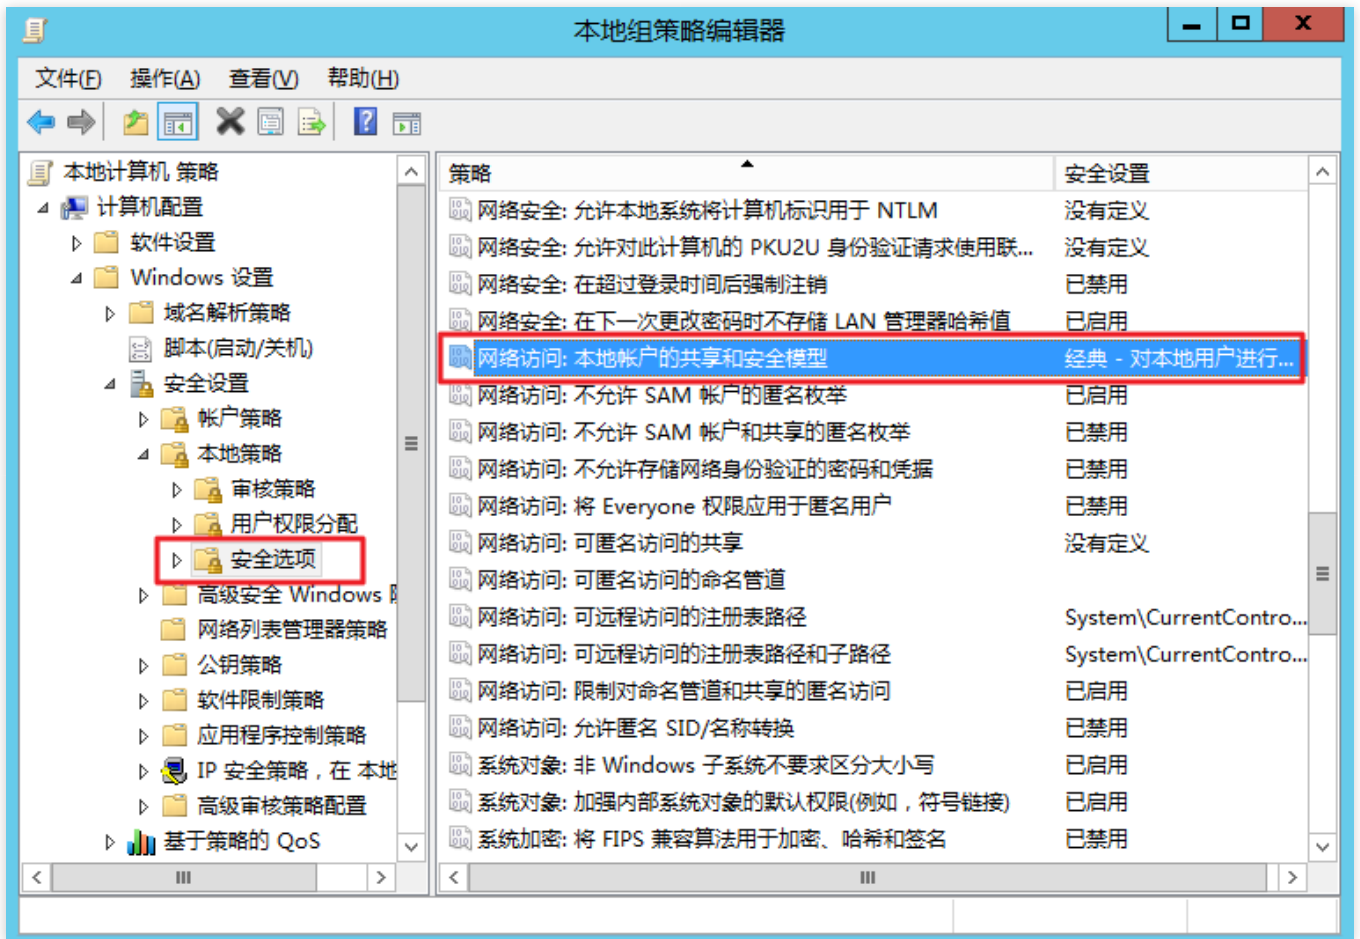 本地组策略编辑器
文件(F) 操作(A) 查看(V) 帮助(H)
本地计算机 策略
计算机配置
软件设置
Windows 设置
域名解析策略
脚本(启动/关机)
安全设置
帐户策略
本地策略
审核策略
用户权限分配
安全选项
高级安全 Windows
网络列表管理器策略
公钥策略
软件限制策略
应用程序控制策略
IP 安全策略，在 本地
高级审核策略配置
基于策略的 QoS
策略 安全设置
网络安全: 允许本地系统将计算机标识用于 NTLM 没有定义
网络安全: 允许对此计算机的 PKU2U 身份验证请求使用联... 没有定义
网络安全: 在超过登录时间后强制注销 已禁用
网络安全: 在下一次更改密码时不存储 LAN 管理器哈希值 已启用
网络访问: 本地帐户的共享和安全模型 经典 - 对本地用户进行...
网络访问: 不允许 SAM 帐户的匿名枚举 已启用
网络访问: 不允许 SAM 帐户和共享的匿名枚举 已禁用
网络访问: 不允许存储网络身份验证的密码和凭据 已禁用
网络访问: 将 Everyone 权限应用于匿名用户 已禁用
网络访问: 可匿名访问的共享 没有定义
网络访问: 可匿名访问的命名管道
网络访问: 可远程访问的注册表路径 System\CurrentContro...
网络访问: 可远程访问的注册表路径和子路径 System\CurrentContro...
网络访问: 限制对命名管道和共享的匿名访问 已启用
网络访问: 允许匿名 SID/名称转换 已禁用
系统对象: 非 Windows 子系统不要求区分大小写 已启用
系统对象: 加强内部系统对象的默认权限(例如，符号链接) 已启用
系统加密: 将 FIPS 兼容算法用于加密、哈希和签名 已禁用